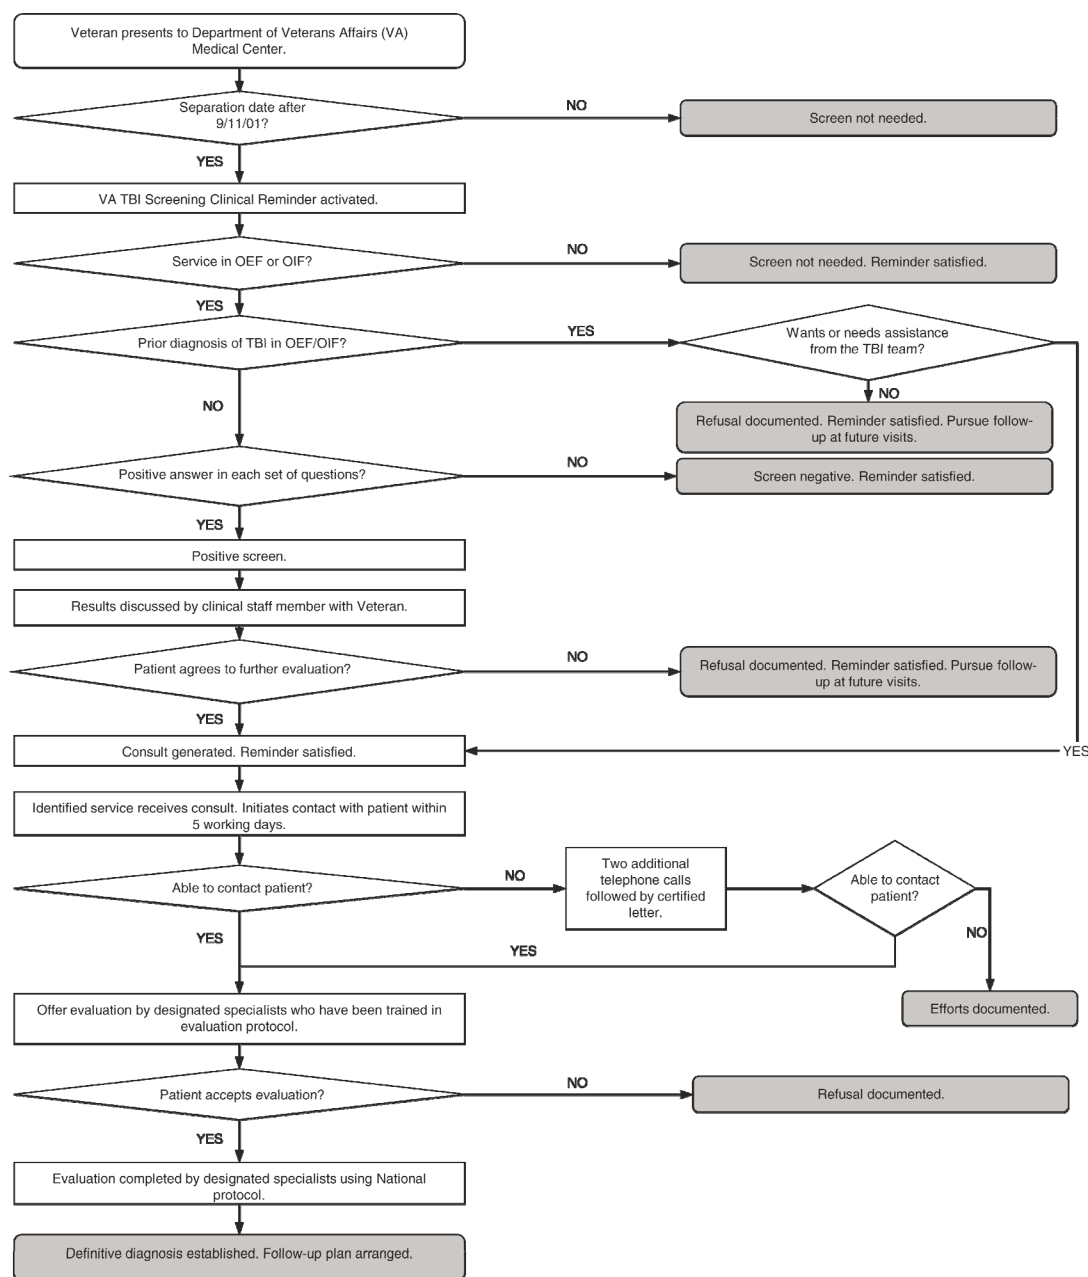 Veteran presents to Department of Veterans Affairs (VA)
Medical Center.
Separation date after
9/11/01?
NO
Screen not needed.
YES
VA TBI Screening Clinical Reminder activated.
Service in OEF or OIF?
NO
Screen not needed. Reminder satisfied.
YES
Prior diagnosis of TBI in OEF/OIF?
YES
Wants or needs assistance
from the TBI team?
NO
NO
Refusal documented. Reminder satisfied. Pursue follow-
up at future visits.
Positive answer in each set of questions?
NO
Screen negative. Reminder satisfied.
YES
Positive screen.
Results discussed by clinical staff member with Veteran.
Patient agrees to further evaluation?
NO
Refusal documented. Reminder satisfied. Pursue follow-
up at future visits.
YES
Consult generated. Reminder satisfied.
YES
Identified service receives consult. Initiates contact with patient within
5 working days.
Able to contact patient?
NO
Two additional
telephone calls
followed by certified
letter.
Able to contact
patient?
YES
YES
NO
Offer evaluation by designated specialists who have been trained in
evaluation protocol.
Efforts documented.
Patient accepts evaluation?
NO
Refusal documented.
YES
Evaluation completed by designated specialists using National
protocol.
Definitive diagnosis established. Follow-up plan arranged.